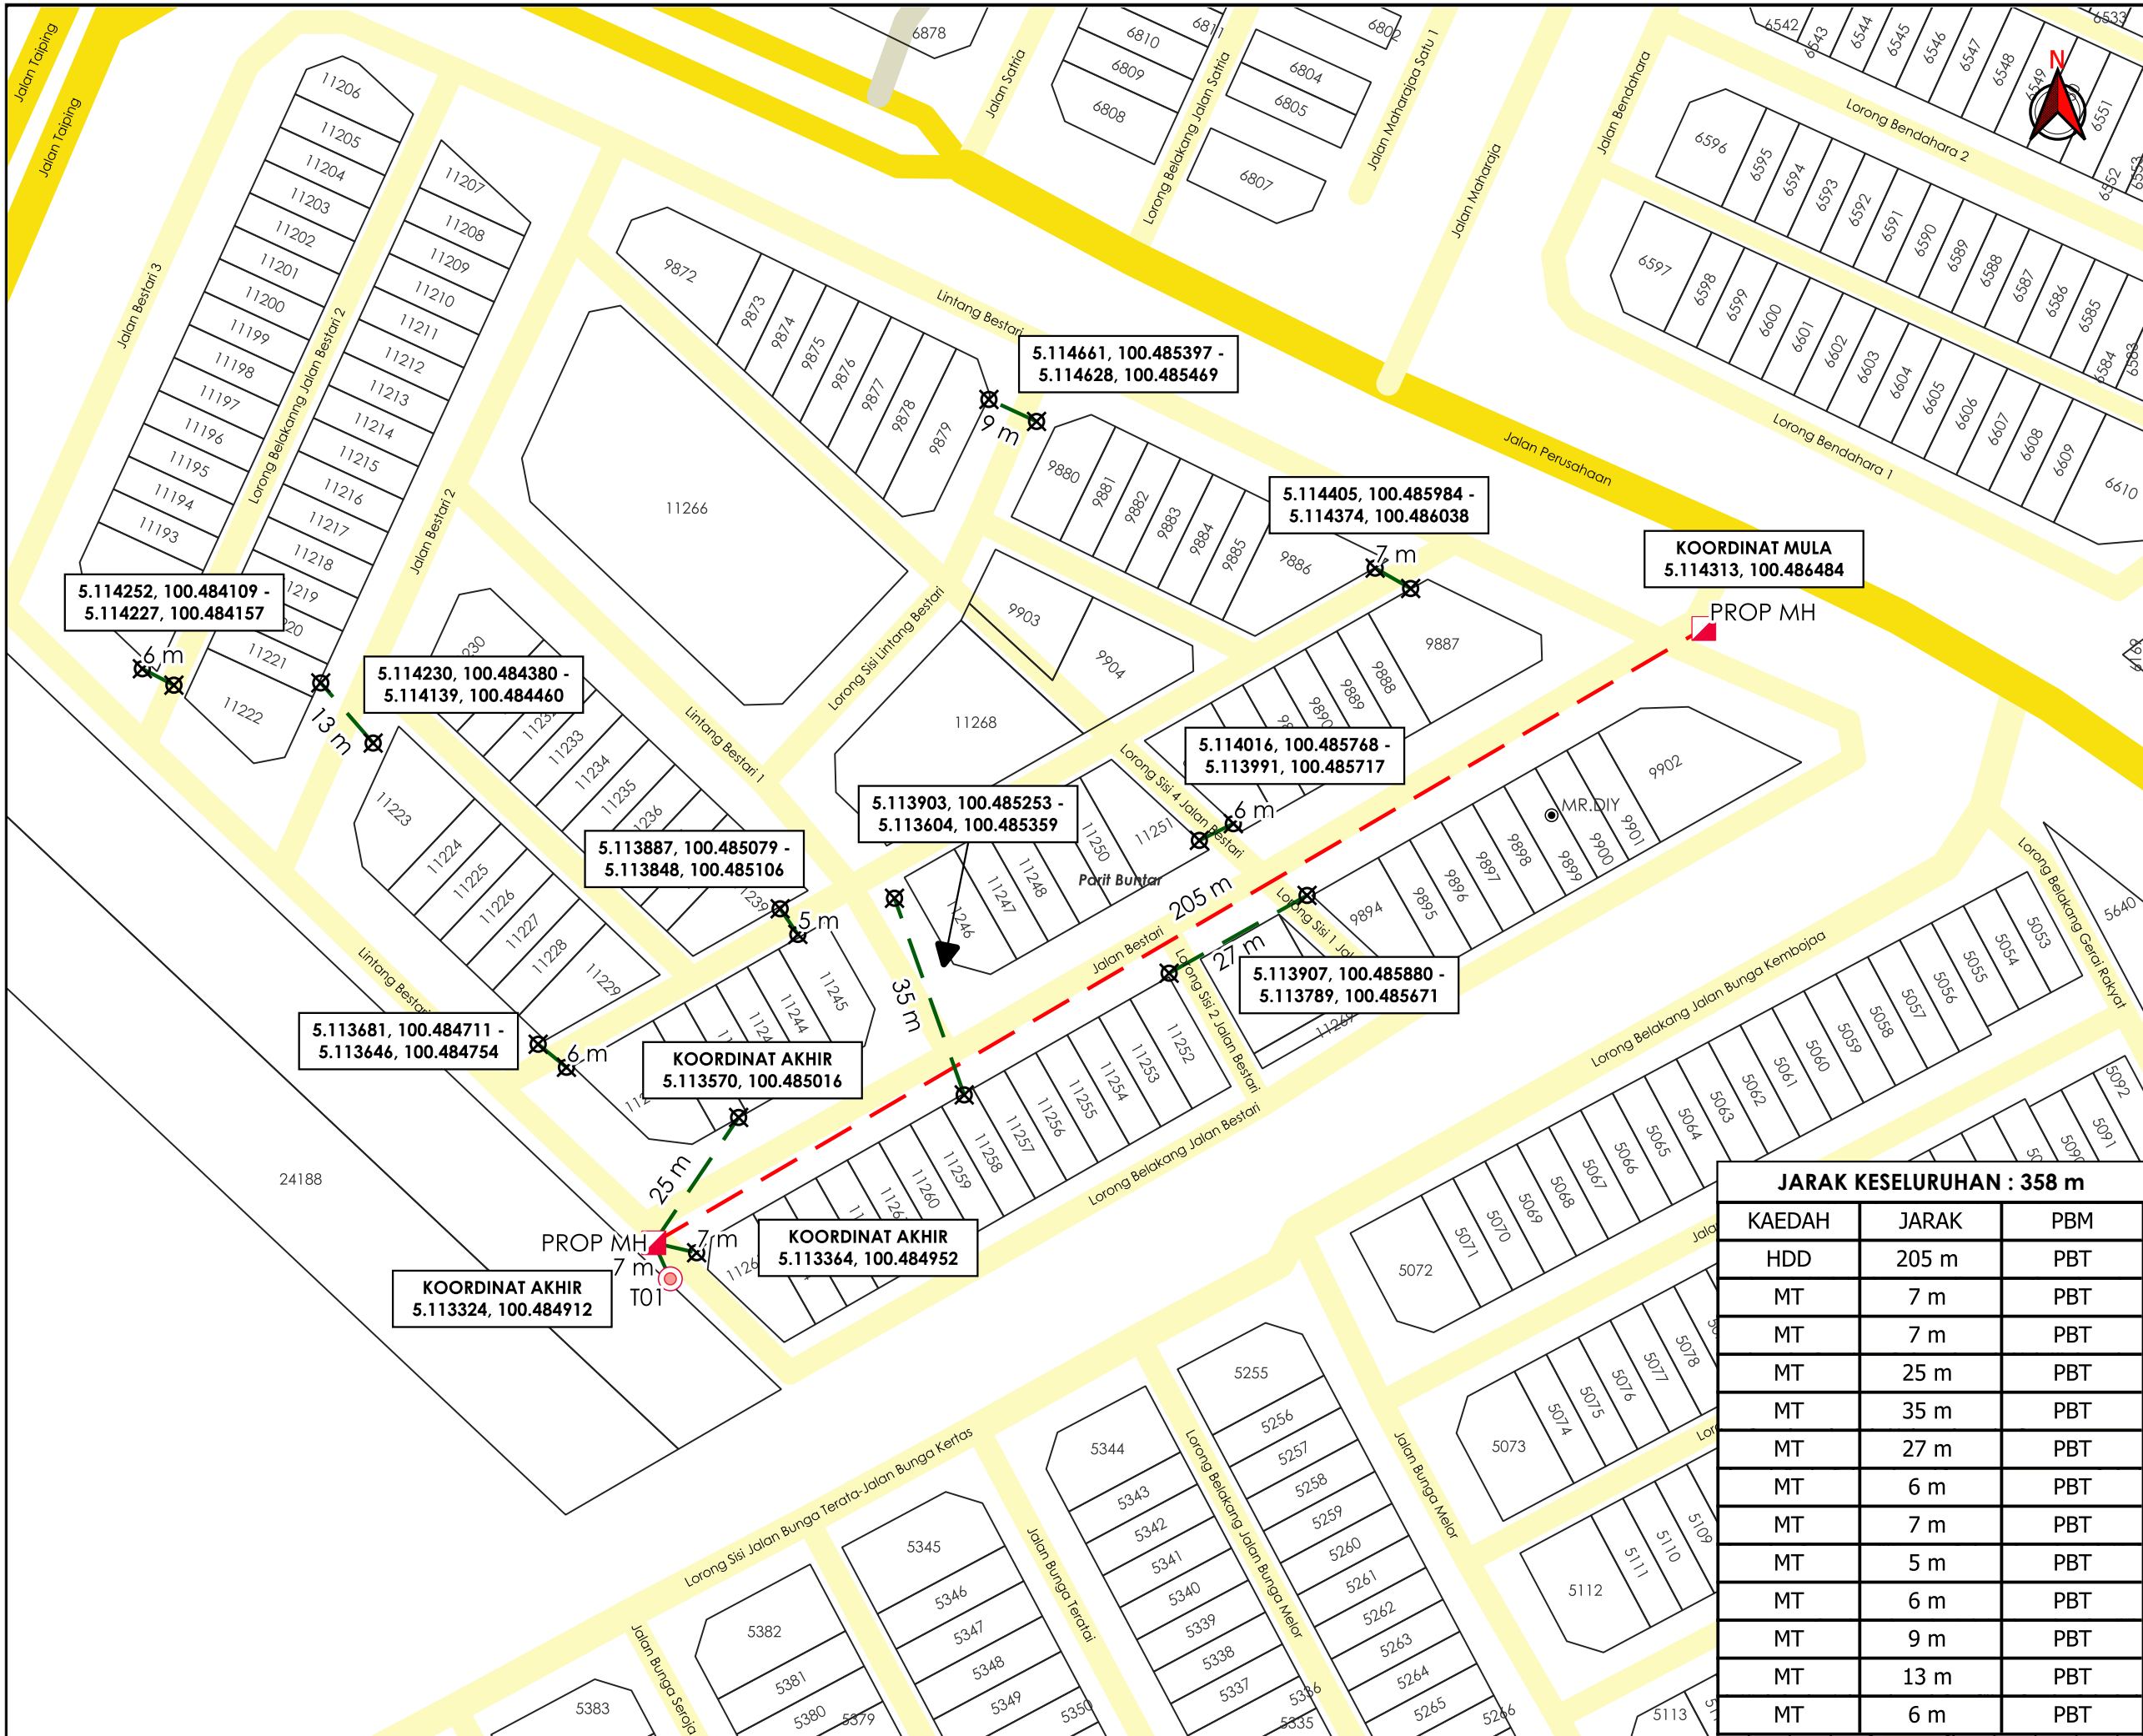 Jalan Taiping
Jalan Taiping
6878
Jalan Satria
6810
6811
6809
6808
Lorong Belakang Jalan Satria
6802
6804
6805
6807
Jalan Maharajaa Satu 1
Jalan Maharaja
Jalan Bendahara
6542
6543
6544
6545
6546
6547
6548
6549
6551
6552
6553
6533
N
Lorong Bendahara 2
6596
6595
6594
6593
6592
6591
6590
6589
6588
6587
6586
6585
6584
6583
6597
6598
6599
6600
6601
6602
6603
6604
6605
6606
6607
6608
6609
6610
Lorong Bendahara 1
11206
11205
11204
11203
11202
11201
11200
11199
11198
11197
11196
11195
11194
11193
Jalan Bestari 3
Lorong Belakanng Jalan Bestari 2
11207
11208
11209
11210
11211
11212
11213
11214
11215
11216
11217
11218
11221
11222
Jalan Bestari 2
9872
9873
9874
9875
9876
9877
9878
9879
Lintang Bestari
5.114661, 100.485397 -
5.114628, 100.485469
9 m
11266
9880
9881
9882
9883
9884
9885
9886
5.114405, 100.485984 -
5.114374, 100.486038
7 m
Jalan Perusahaan
KOORDINAT MULA
5.114313, 100.486484
PROP MH
6169
5.114252, 100.484109 -
5.114227, 100.484157
6 m
5.114230, 100.484380 -
5.114139, 100.484460
13 m
9903
9904
9887
9888
9889
9890
11268
Lorong Sisi Lintang Bestari
Lintang Bestari 1
Lorong Sisi 4 Jalan Bestari
5.114016, 100.485768 -
5.113991, 100.485717
6 m
11233
11234
11235
11236
11239
11223
11224
11225
11226
11227
11228
11229
5.113887, 100.485079 -
5.113848, 100.485106
5 m
5.113903, 100.485253 -
5.113604, 100.485359
35 m
11246
11247
11248
11250
11251
Parit Buntar
205 m
Jalan Bestari
9902
MR.DIY
9901
9900
9899
9898
9897
9896
9895
9894
27 m
5.113907, 100.485880 -
5.113789, 100.485671
Lorong Sisi2 Jalan Bestari
11269
Lintang Bestari
5.113681, 100.484711 -
5.113646, 100.484754
6 m
11245
11244
KOORDINAT AKHIR
5.113570, 100.485016
25 m
11252
11253
11254
11255
11256
11257
11258
11259
11260
Lorong Belakang Jalan Bestari
Lorong Belakang Jalan Bunga Kembojaa
Lorong Belakang Gerai Rakyat
5640
5053
5054
5055
5056
5057
5058
5059
5060
5061
5062
5063
5064
5065
5066
5067
5068
5069
5070
5071
5072
5092
5091
24188
PROP MH
7 m
7 m
T01
KOORDINAT AKHIR
5.113364, 100.484952
KOORDINAT AKHIR
5.113324, 100.484912
5073
5074
5075
5076
5077
5078
Jalan Bunga Melor
5109
5110
5111
5112
5113
5255
5256
5257
5258
5259
5260
5261
5262
5263
5264
5265
5266
Lorong Belakang Jalan Bunga Melor
5344
5343
5342
5341
5340
5339
5338
5337
5336
5335
Jalan Bunga Teratai
5345
5346
5347
5348
5349
5350
Lorong Sisi Jalan Bunga Terata-Jalan Bunga Kertas
5382
5381
5380
5379
5383
Jalan Bunga Seroja
JARAK KESELURUHAN : 358 m
KAEDAH JARAK PBM
HDD 205 m PBT
MT 7 m PBT
MT 7 m PBT
MT 25 m PBT
MT 35 m PBT
MT 27 m PBT
MT 6 m PBT
MT 7 m PBT
MT 5 m PBT
MT 6 m PBT
MT 9 m PBT
MT 13 m PBT
MT 6 m PBT